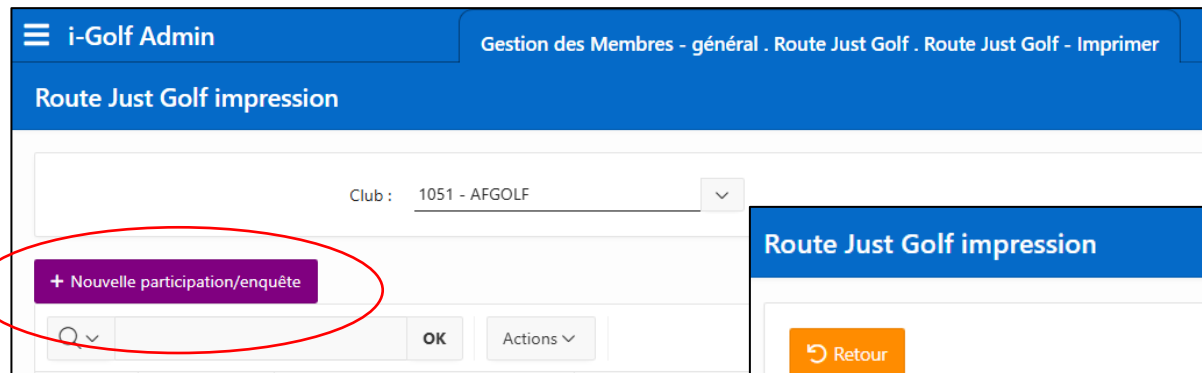 i-Golf Admin
Gestion des Membres - général . Route Just Golf . Route Just Golf - Imprimer
Route Just Golf impression
Club : 1051 - AFGOLF
+ Nouvelle participation/enquête
OK Actions
Route Just Golf impression
Retour